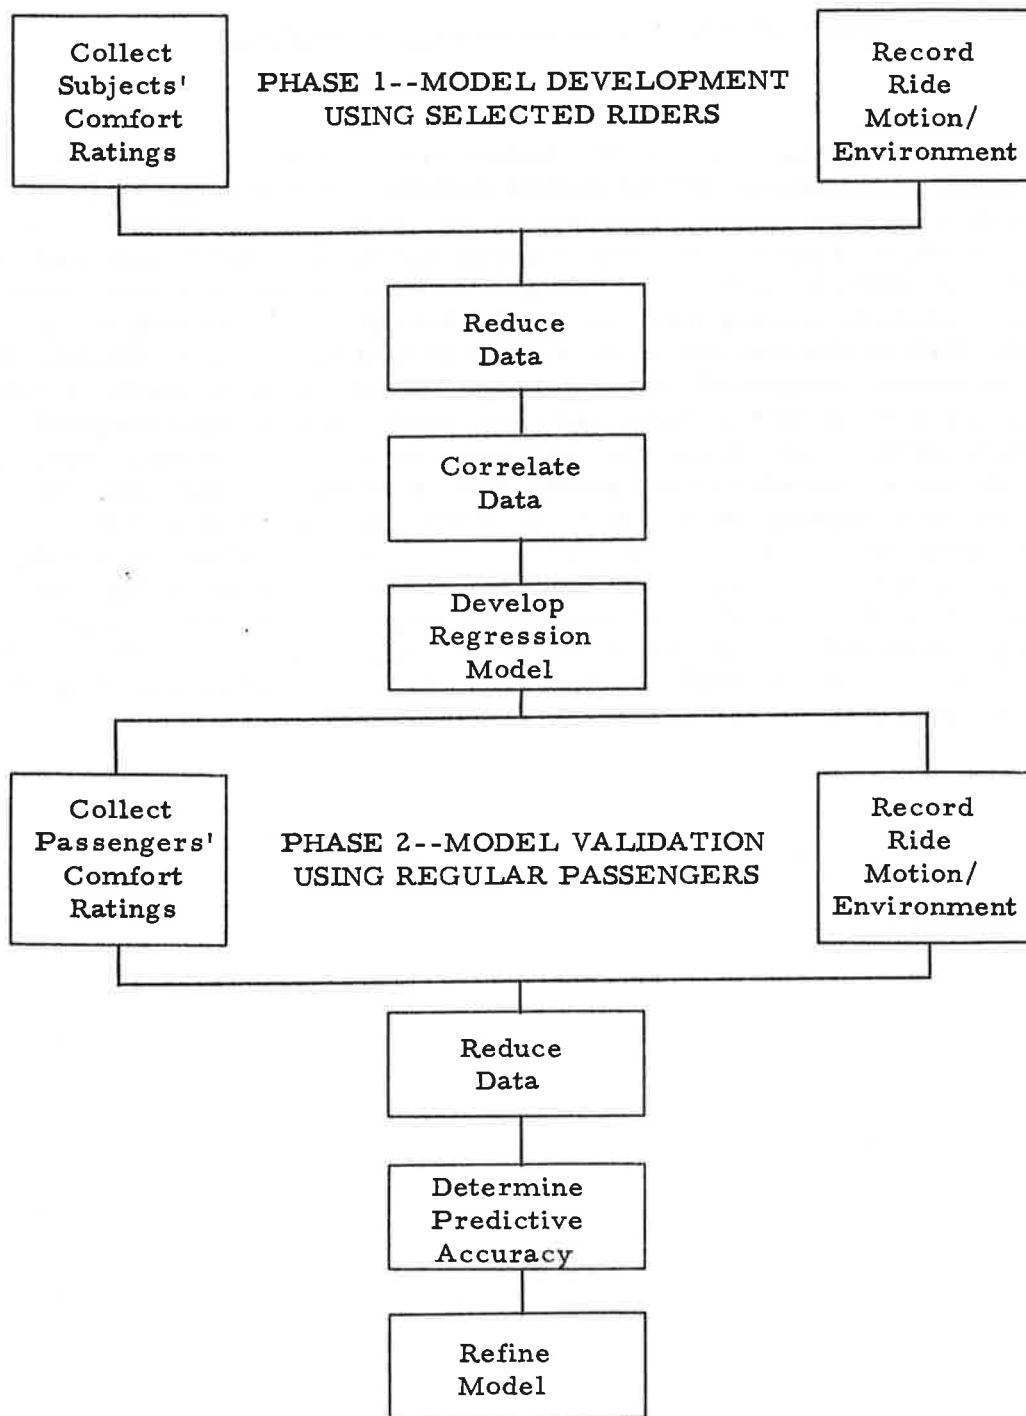 Collect
Subjects'
Comfort
Ratings
PHASE 1--MODEL DEVELOPMENT
USING SELECTED RIDERS
Record
Ride
Motion/
Environment
Reduce
Data
Correlate
Data
Develop
Regression
Model
Collect
Passengers'
Comfort
Ratings
PHASE 2--MODEL VALIDATION
USING REGULAR PASSENGERS
Record
Ride
Motion/
Environment
Reduce
Data
Determine
Predictive
Accuracy
Refine
Model